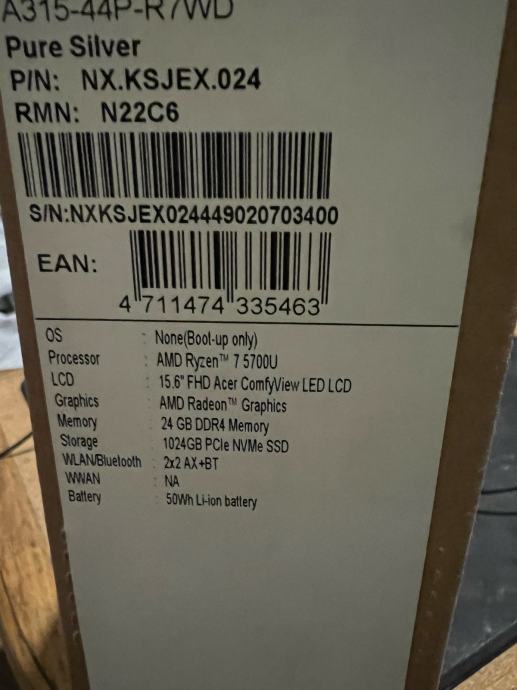 A315-44P-R7WD
Pure Silver
P/N: NX.KSJEX.024
RMN: N22C6
S/N:NXKSJEX024449020703400
EAN:
4 711474 335463
OS : None(Boot-up only)
Processor : AMD Ryzen™ 7 5700U
LCD : 15.6" FHD Acer ComfyView LED LCD
Graphics : AMD Radeon™ Graphics
Memory : 24 GB DDR4 Memory
Storage : 1024GB PCIe NVMe SSD
WLAN/Bluetooth : 2x2 AX+BT
WWAN : NA
Battery : 50Wh Li-ion battery